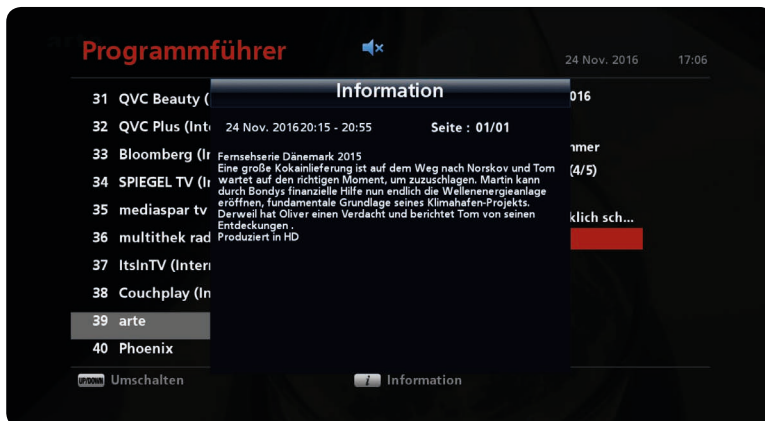 Programmführer
24 Nov. 2016 17:06
Information
31 QVC Beauty (
016
32 QVC Plus (Int
24 Nov. 201620:15 - 20:55 Seite : 01/01
33 Bloomberg (Ir
34 SPIEGEL TV (Ir
35 mediaspar tv
36 multithek rad
37 ItsInTV (Inter
38 Couchplay (In
39 arte
40 Phoenix
Fernsehserie Dänemark 2015
Eine große Kokainlieferung ist auf dem Weg nach Norskov und Tom
wartet auf den richtigen Moment, um zuzuschlagen. Martin kann
durch Bondys finanzielle Hilfe nun endlich die Wellenenergieanlage
eröffnen, fundamentale Grundlage seines Klimahafen-Projekts.
Derweil hat Oliver einen Verdacht und berichtet Tom von seinen
Entdeckungen .
Produziert in HD
nmer
(4/5)
klich sch...
UP/DOWN Umschalten
i Information